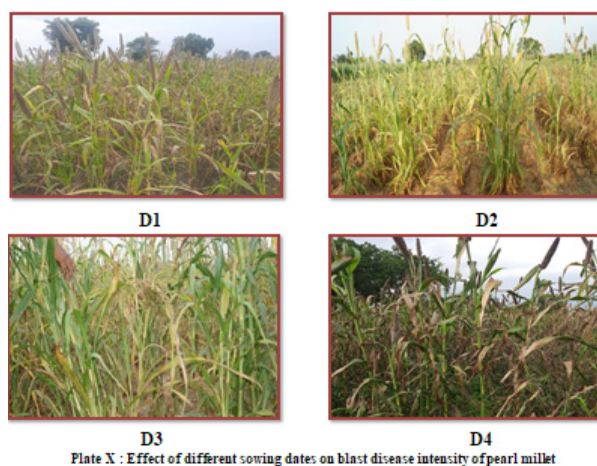 D1
D2
D3
D4
Plate X : Effect of different sowing dates on blast disease intensity of pearl millet